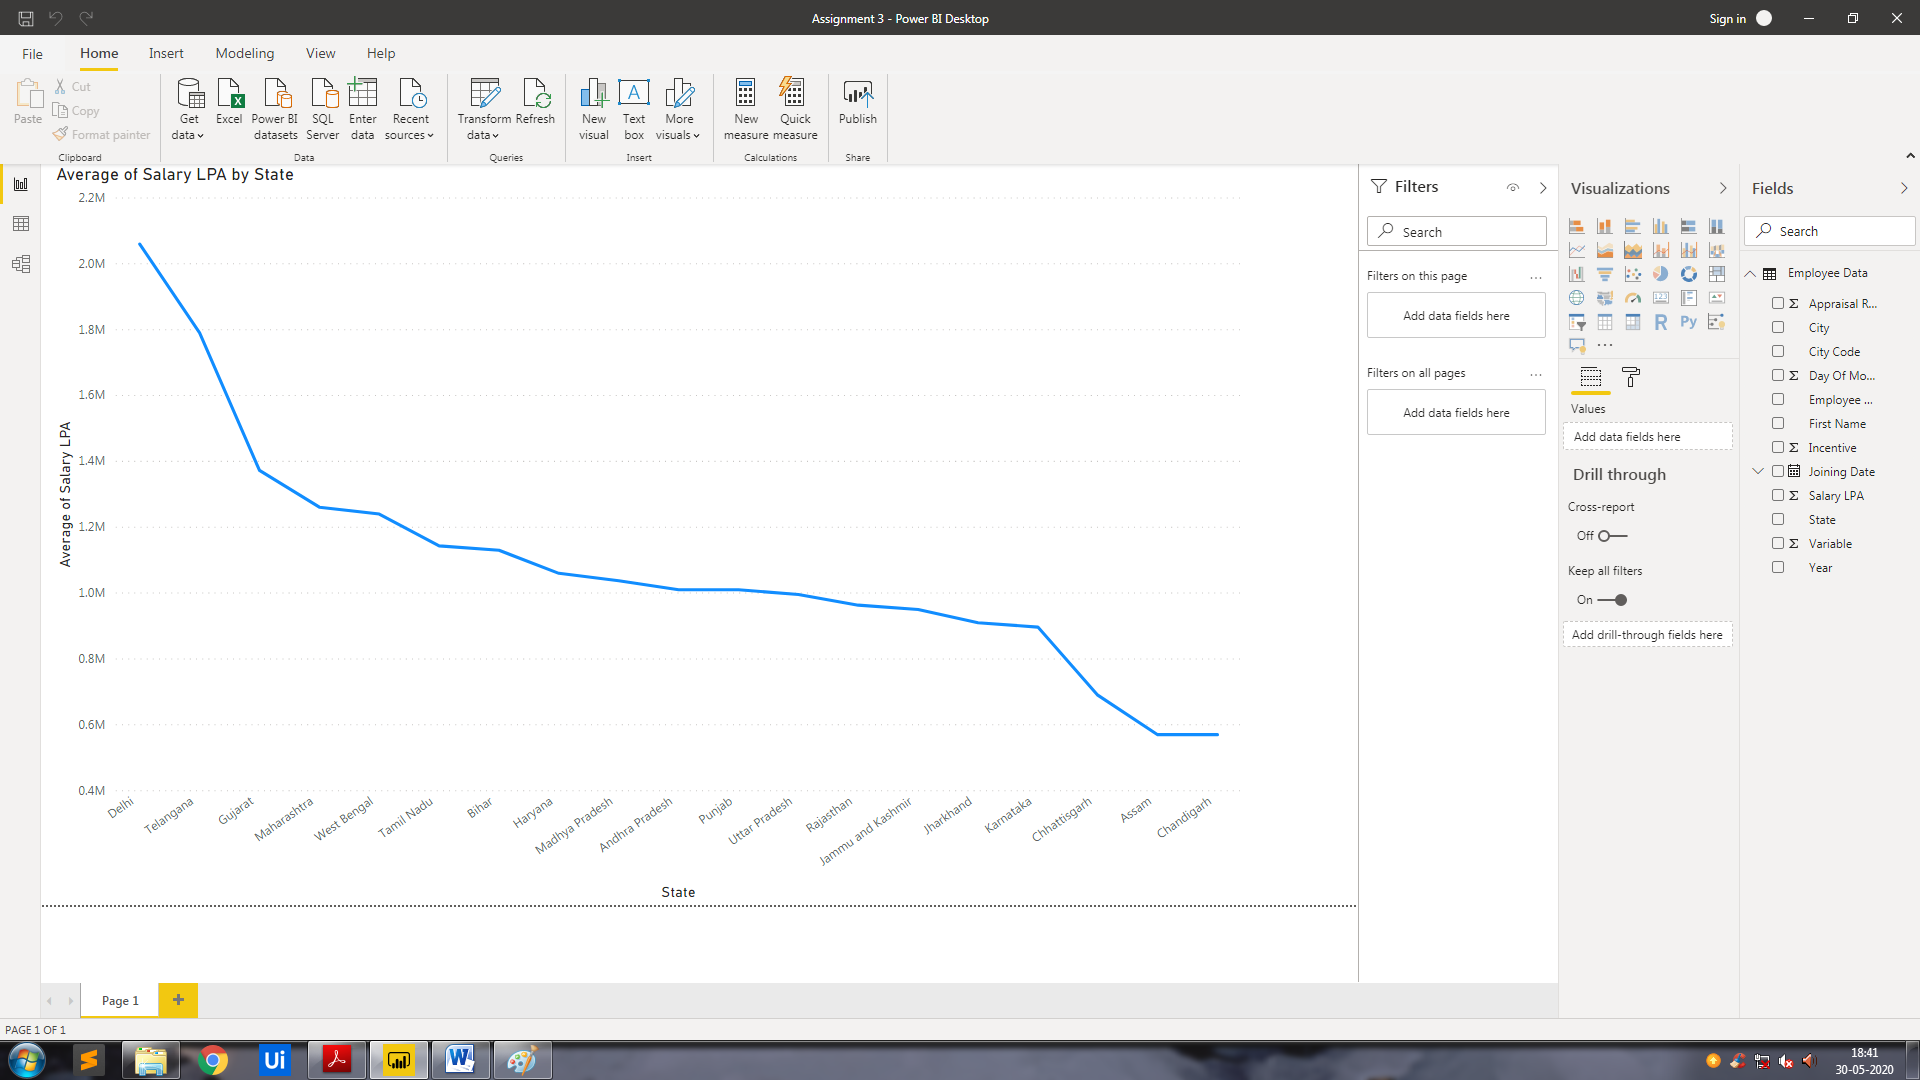 Assignment 3 - Power BI Desktop
Sign in
File
Home
Insert
Modeling
View
Help
Paste
Cut
Copy
Format painter
Clipboard
Get data
Excel
Power BI datasets
SQL Server
Enter data
Recent sources
Data
Transform data
Refresh
Queries
New visual
Text box
More visuals
Insert
New measure
Quick measure
Calculations
Publish
Share
Average of Salary LPA by State
2.2M
2.0M
1.8M
1.6M
1.4M
1.2M
1.0M
0.8M
0.6M
0.4M
Average of Salary LPA
Delhi
Telangana
Gujarat
Maharashtra
West Bengal
Tamil Nadu
Bihar
Haryana
Madhya Pradesh
Andhra Pradesh
Punjab
Uttar Pradesh
Rajasthan
Jammu and Kashmir
Jharkhand
Karnataka
Chhattisgarh
Assam
Chandigarh
State
Filters
Search
Filters on this page
...
Add data fields here
Filters on all pages
...
Add data fields here
Visualizations
R
Py
...
Values
Add data fields here
Drill through
Cross-report
Off
Keep all filters
On
Add drill-through fields here
Fields
Search
Employee Data
Σ Appraisal R...
City
City Code
Σ Day Of Mo...
Employee ...
First Name
Σ Incentive
Joining Date
Σ Salary LPA
State
Σ Variable
Year
Page 1
+
PAGE 1 OF 1
Ui
W
18:41
30-05-2020